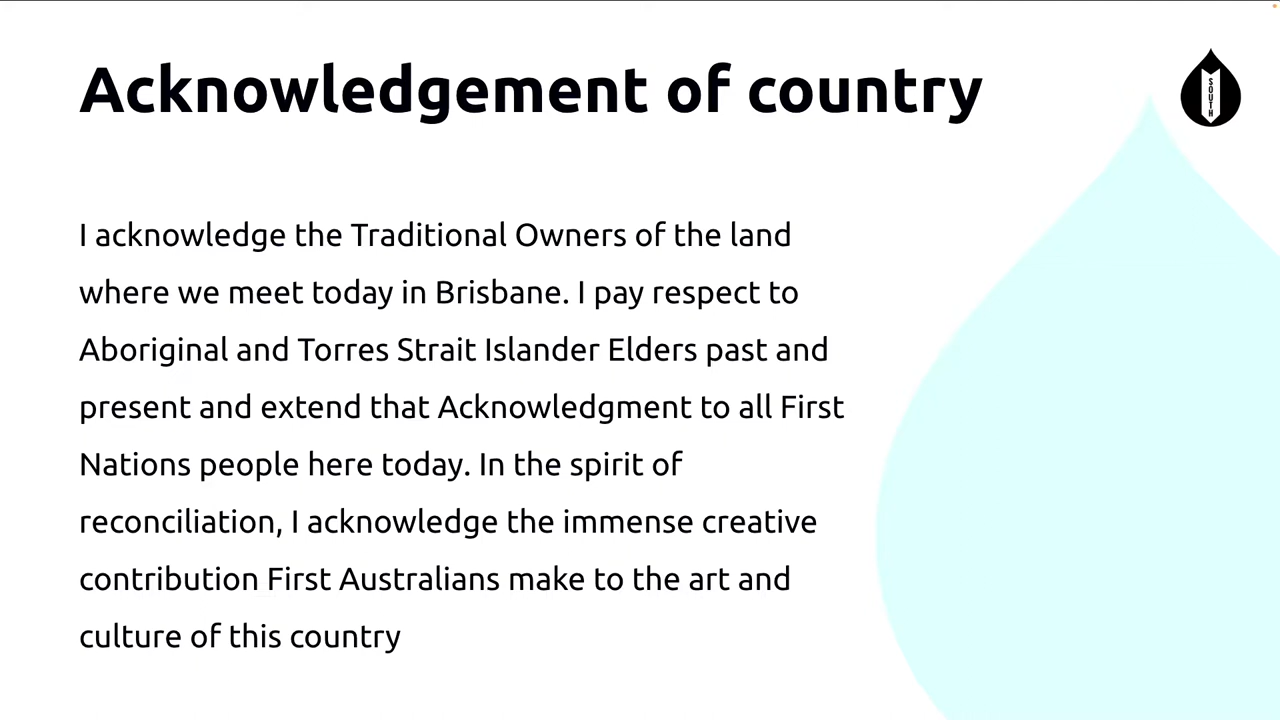 Acknowledgement of country
SOUTH
I acknowledge the Traditional Owners of the land
where we meet today in Brisbane. I pay respect to
Aboriginal and Torres Strait Islander Elders past and
present and extend that Acknowledgment to all First
Nations people here today. In the spirit of
reconciliation, I acknowledge the immense creative
contribution First Australians make to the art and
culture of this country